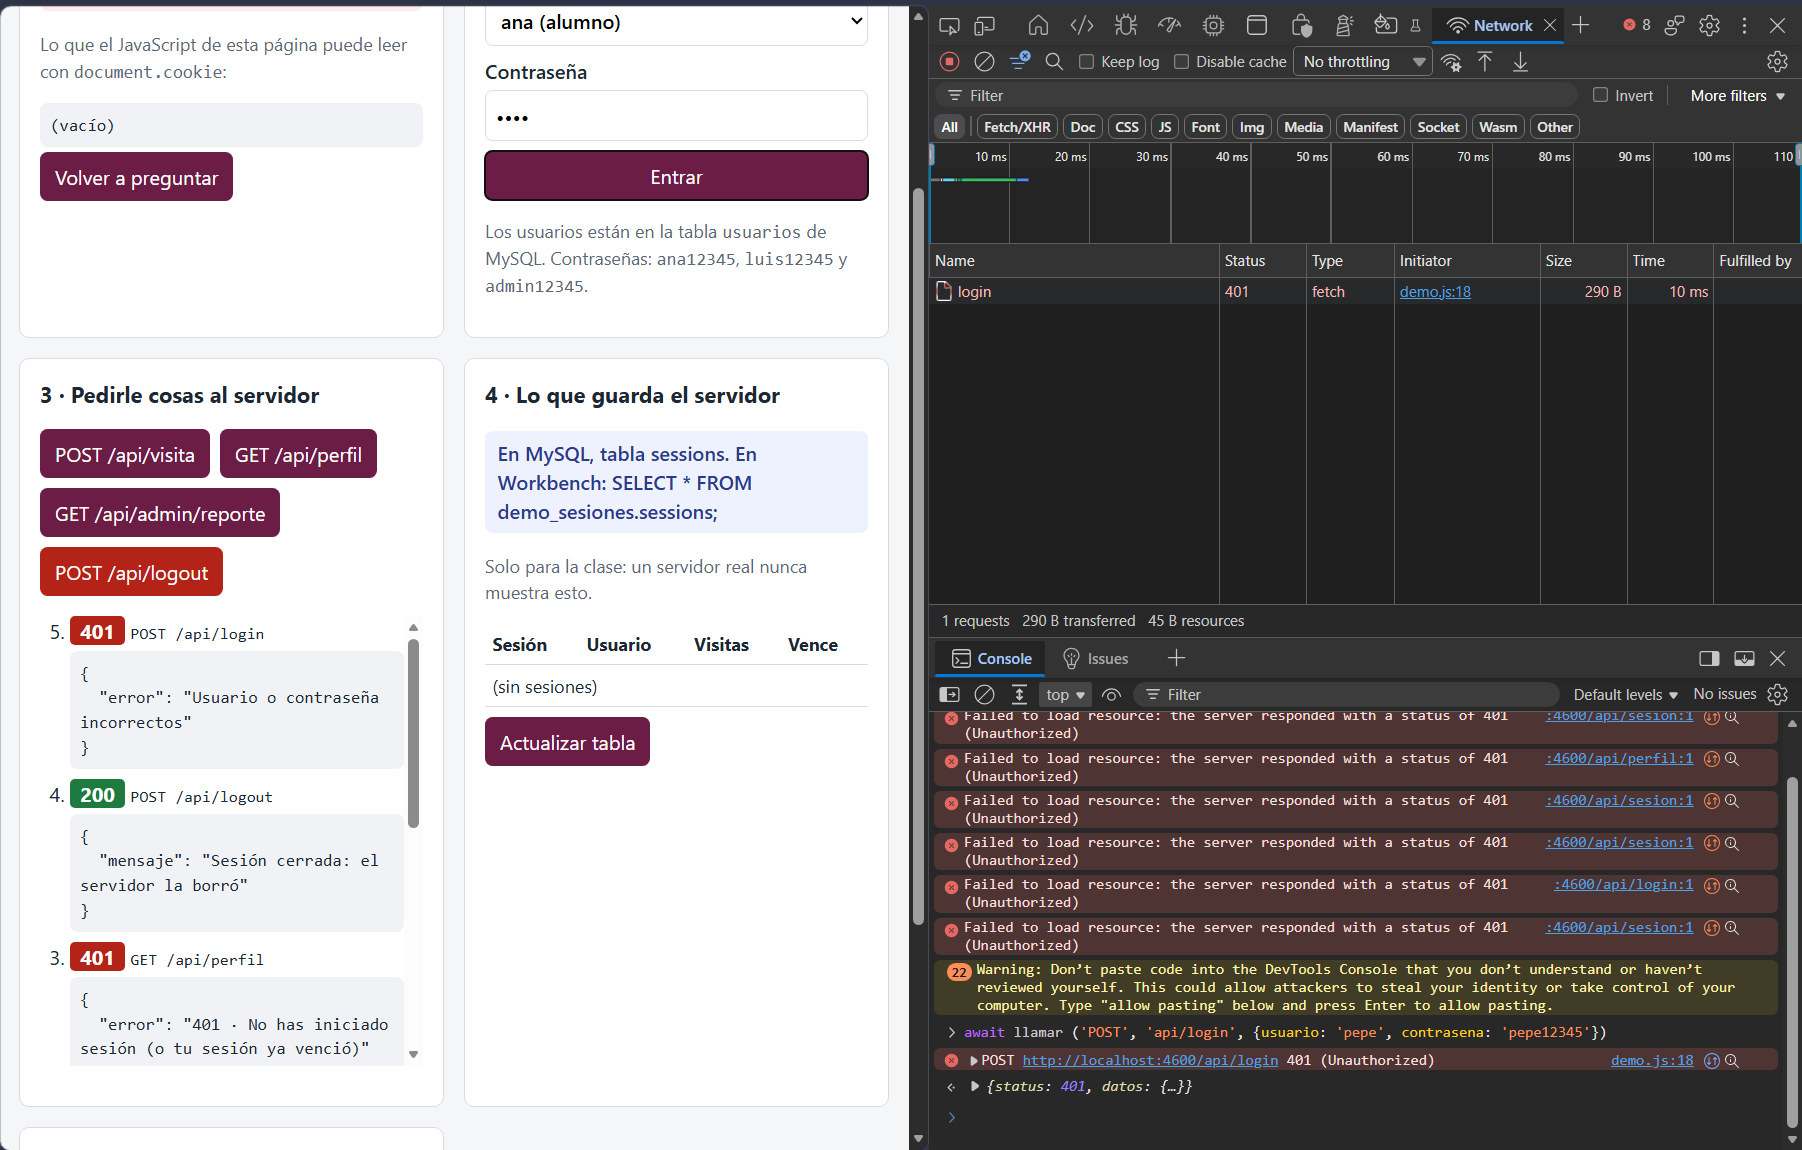 Lo que el JavaScript de esta página puede leer
con document.cookie:
(vacío)
Volver a preguntar
ana (alumno)
Contraseña
••••
Entrar
Los usuarios están en la tabla usuarios de
MySQL. Contraseñas: ana12345, luis12345 y
admin12345.
3 · Pedirle cosas al servidor
POST /api/visita
GET /api/perfil
GET /api/admin/reporte
POST /api/logout
5. 401 POST /api/login
{
"error": "Usuario o contraseña
incorrectos"
}
4. 200 POST /api/logout
{
"mensaje": "Sesión cerrada: el
servidor la borró"
}
3. 401 GET /api/perfil
{
"error": "401 · No has iniciado
sesión (o tu sesión ya venció)"
4 · Lo que guarda el servidor
En MySQL, tabla sessions. En
Workbench: SELECT * FROM
demo_sesiones.sessions;
Solo para la clase: un servidor real nunca
muestra esto.
Sesión Usuario Visitas Vence
(sin sesiones)
Actualizar tabla
Network
8
Keep log
Disable cache
No throttling
Filter
Invert
More filters
All
Fetch/XHR
Doc
CSS
JS
Font
Img
Media
Manifest
Socket
Wasm
Other
10 ms 20 ms 30 ms 40 ms 50 ms 60 ms 70 ms 80 ms 90 ms 100 ms 110
Name Status Type Initiator Size Time Fulfilled by
login 401 fetch demo.js:18 290 B 10 ms
1 requests 290 B transferred 45 B resources
Console
Issues
top
Filter
Default levels
No issues
Failed to load resource: the server responded with a status of 401 :4600/api/sesion:1
(Unauthorized)
Failed to load resource: the server responded with a status of 401 :4600/api/perfil:1
(Unauthorized)
Failed to load resource: the server responded with a status of 401 :4600/api/sesion:1
(Unauthorized)
Failed to load resource: the server responded with a status of 401 :4600/api/sesion:1
(Unauthorized)
Failed to load resource: the server responded with a status of 401 :4600/api/login:1
(Unauthorized)
Failed to load resource: the server responded with a status of 401 :4600/api/sesion:1
(Unauthorized)
22 Warning: Don’t paste code into the DevTools Console that you don’t understand or haven’t
reviewed yourself. This could allow attackers to steal your identity or take control of your
computer. Type "allow pasting" below and press Enter to allow pasting.
await llamar ('POST', 'api/login', {usuario: 'pepe', contrasena: 'pepe12345'})
POST http://localhost:4600/api/login 401 (Unauthorized) demo.js:18
{status: 401, datos: {…}}